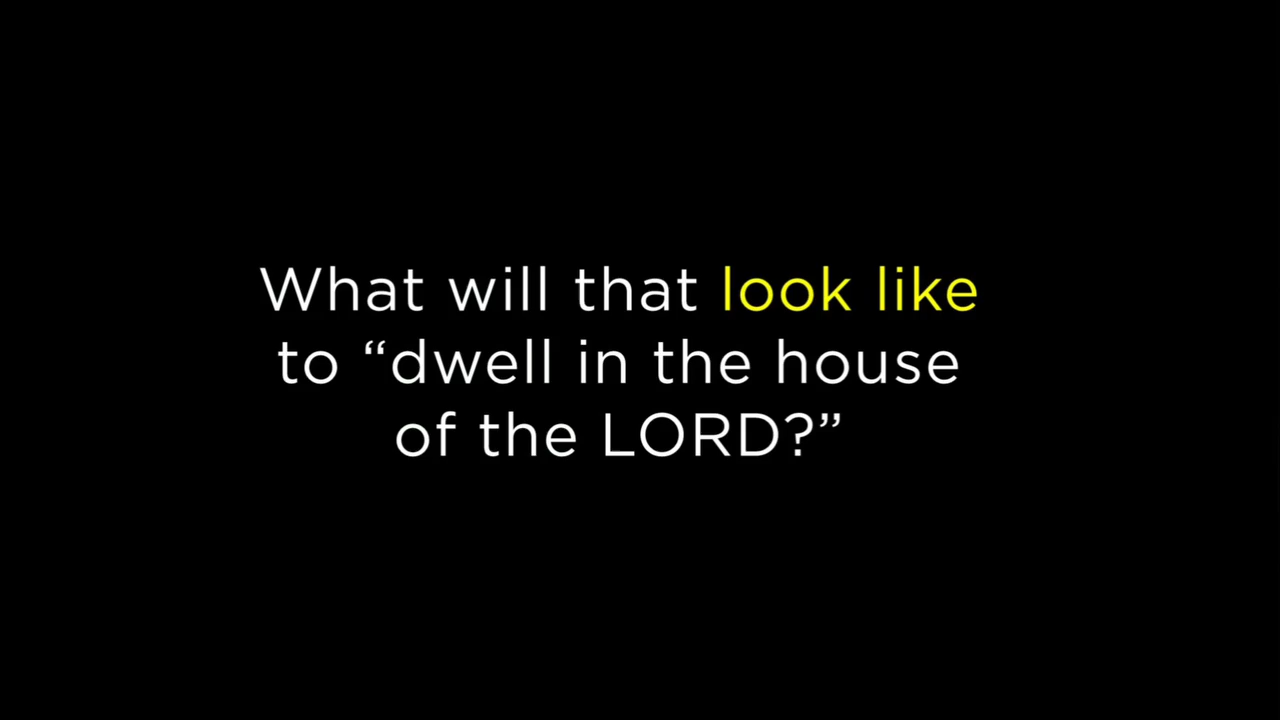 What will that look like
to “dwell in the house
of the LORD?”